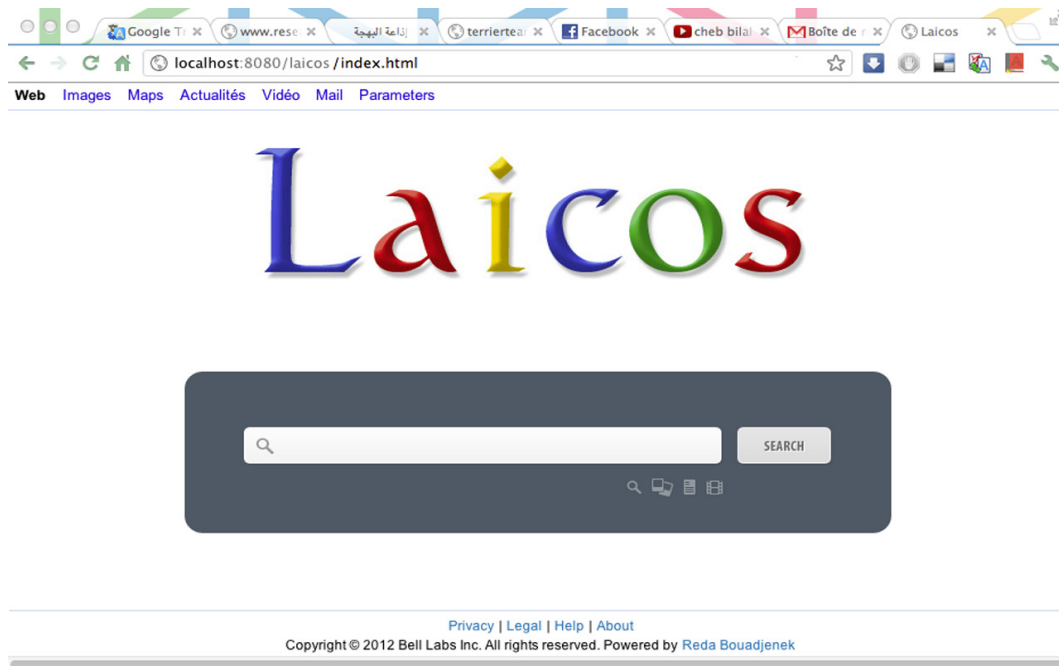 Google Tr www.rese إذاعة البهجة terriertear Facebook cheb bilal Boîte de r Laicos
localhost:8080/laicos/index.html
Web Images Maps Actualités Vidéo Mail Parameters
Laicos
SEARCH
Privacy | Legal | Help | About
Copyright © 2012 Bell Labs Inc. All rights reserved. Powered by Reda Bouadjenek